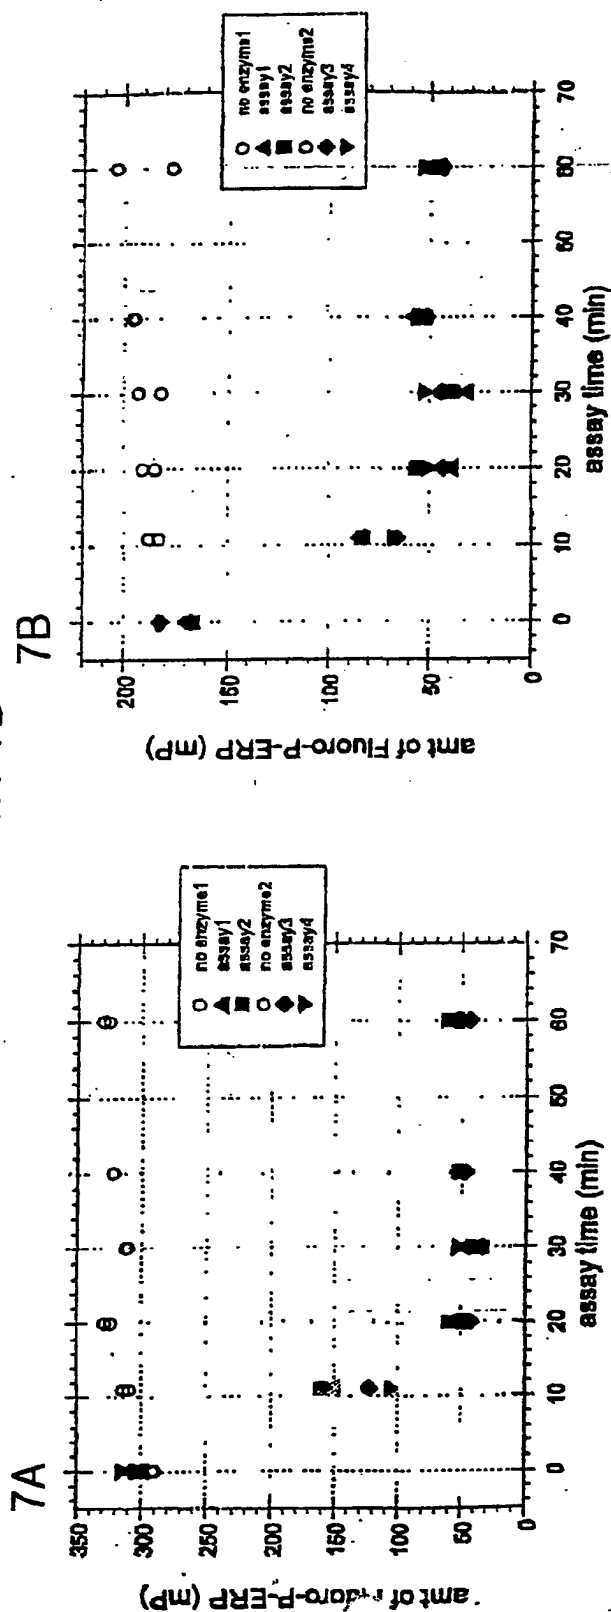 7A
amt of Fluoro-P-ERP (mP)
350
300
250
200
150
100
50
0
0 10 20 30 40 50 60 70
assay time (min)
no enzyme1
assay1
assay2
no enzyme2
assay3
assay4
7B
amt of Fluoro-P-ERP (mP)
200
150
100
50
0
0 10 20 30 40 50 60 70
assay time (min)
no enzyme1
assay1
assay2
no enzyme2
assay3
assay4